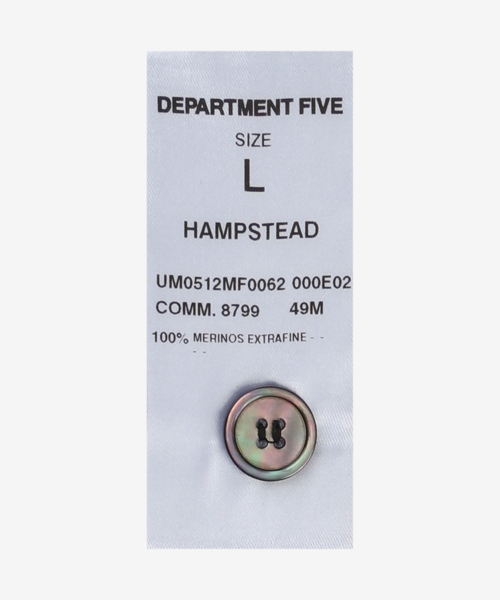 DEPARTMENT FIVE
SIZE
L
HAMPSTEAD
UM0512MF0062 000E02
COMM. 8799 49M
100% MERINOS EXTRAFINE - -
- -